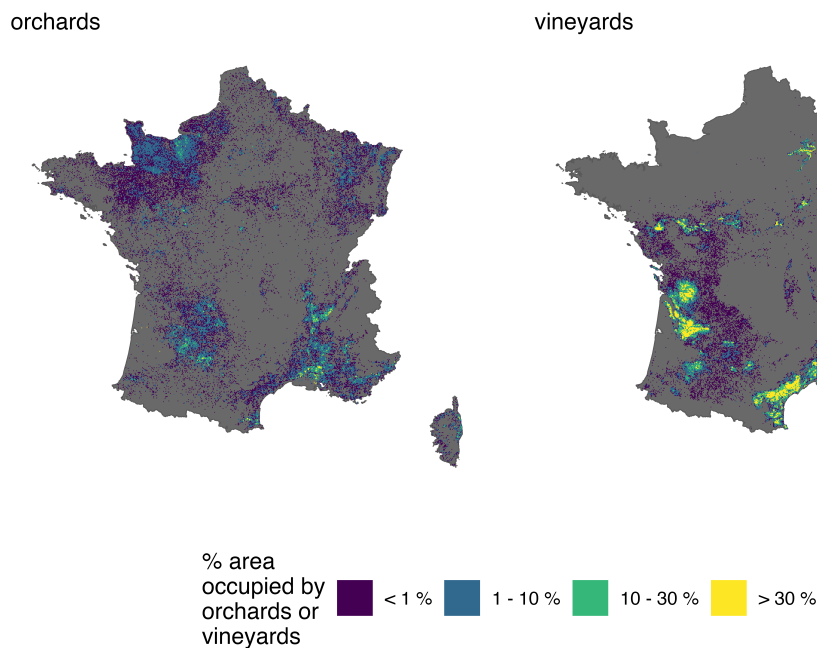 orchards
vineyards
% area
occupied by
orchards or
vineyards
< 1 %
1 - 10 %
10 - 30 %
> 30 %